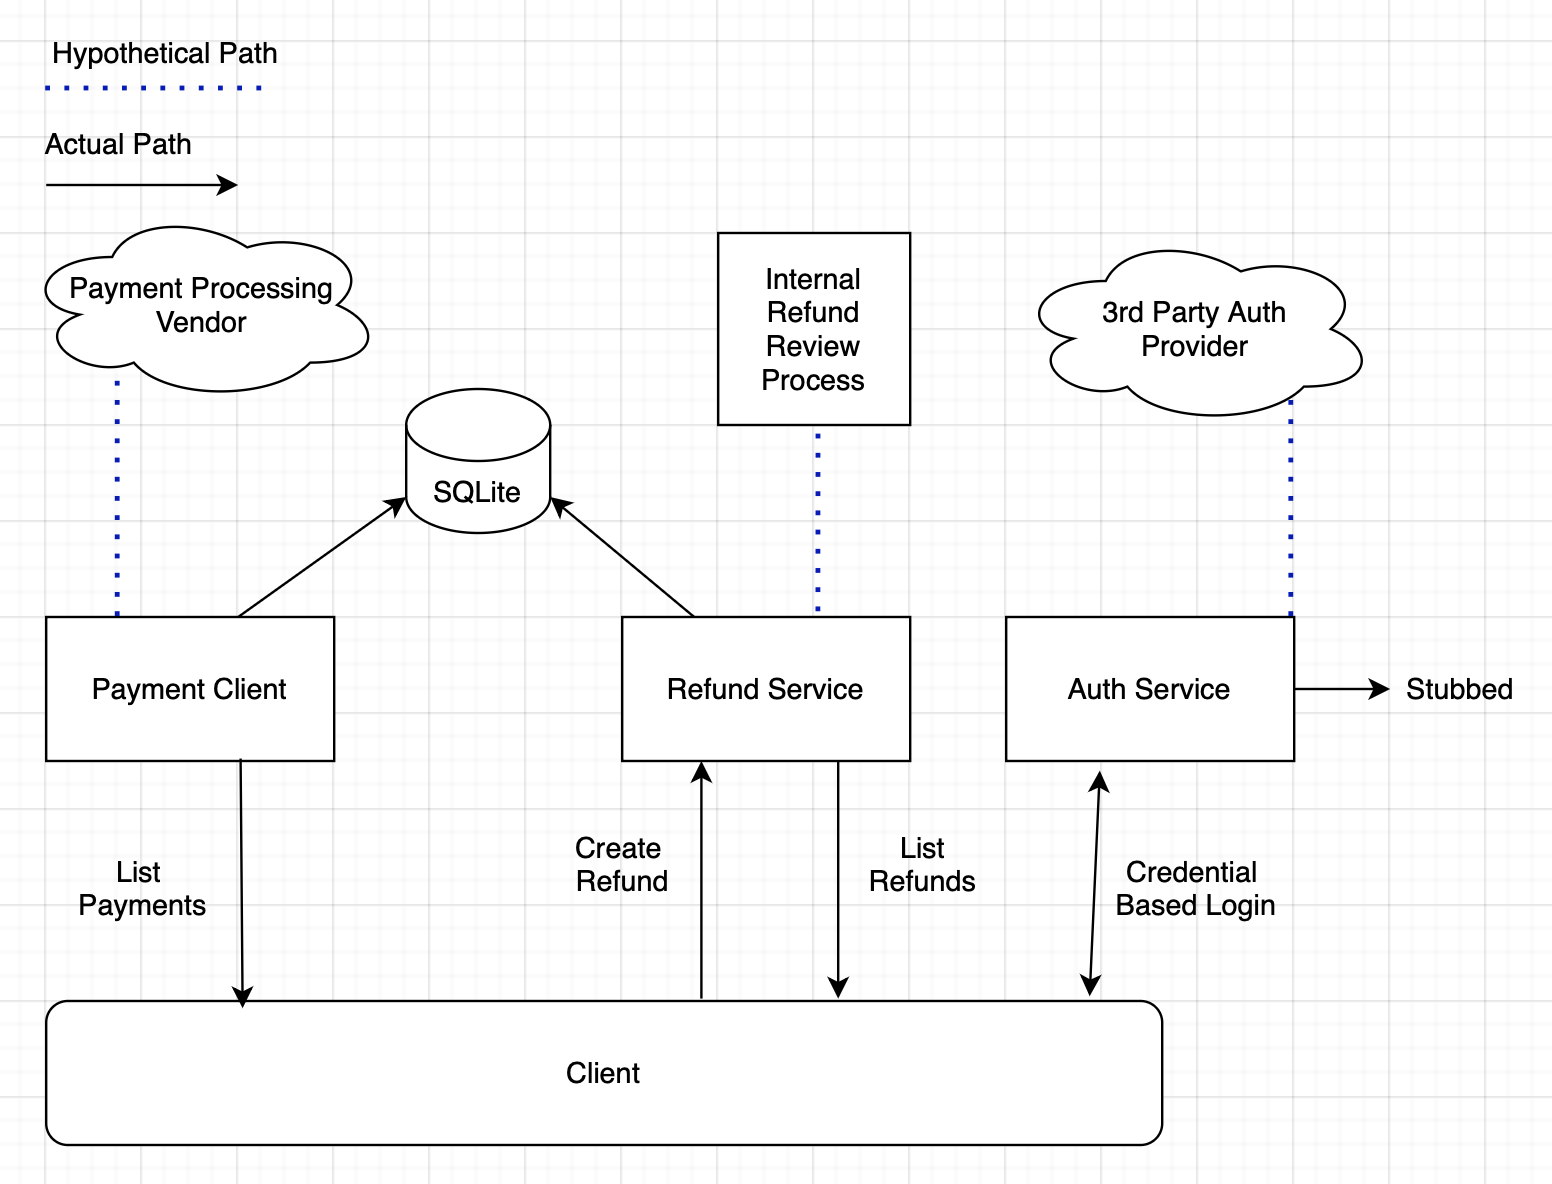 Hypothetical Path
Actual Path
Payment Processing
Vendor
Internal
Refund
Review
Process
3rd Party Auth
Provider
SQLite
Payment Client
Refund Service
Auth Service
Stubbed
List
Payments
Create
Refund
List
Refunds
Credential
Based Login
Client